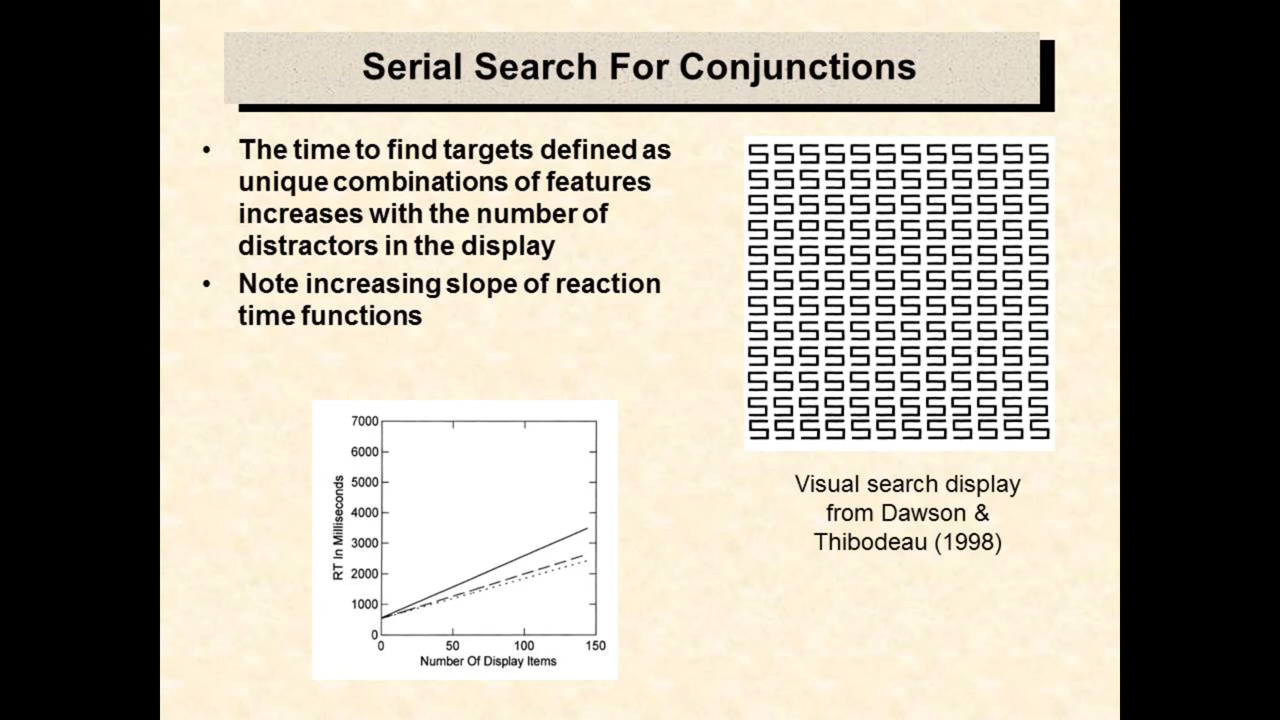 Serial Search For Conjunctions
• The time to find targets defined as
unique combinations of features
increases with the number of
distractors in the display
• Note increasing slope of reaction
time functions
7000
6000
5000
4000
3000
2000
1000
0
RT In Milliseconds
0 50 100 150
Number Of Display Items
Visual search display
from Dawson &
Thibodeau (1998)